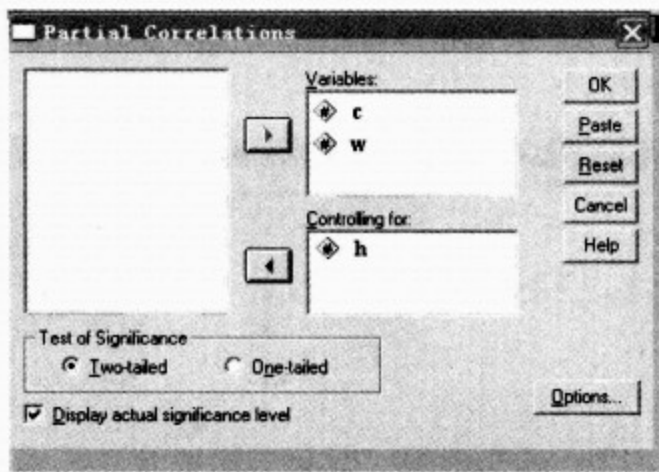 Partial Correlations
Variables:
c
w
Controlling for:
h
OK
Paste
Reset
Cancel
Help
Test of Significance
Two-tailed
One-tailed
Display actual significance level
Options...